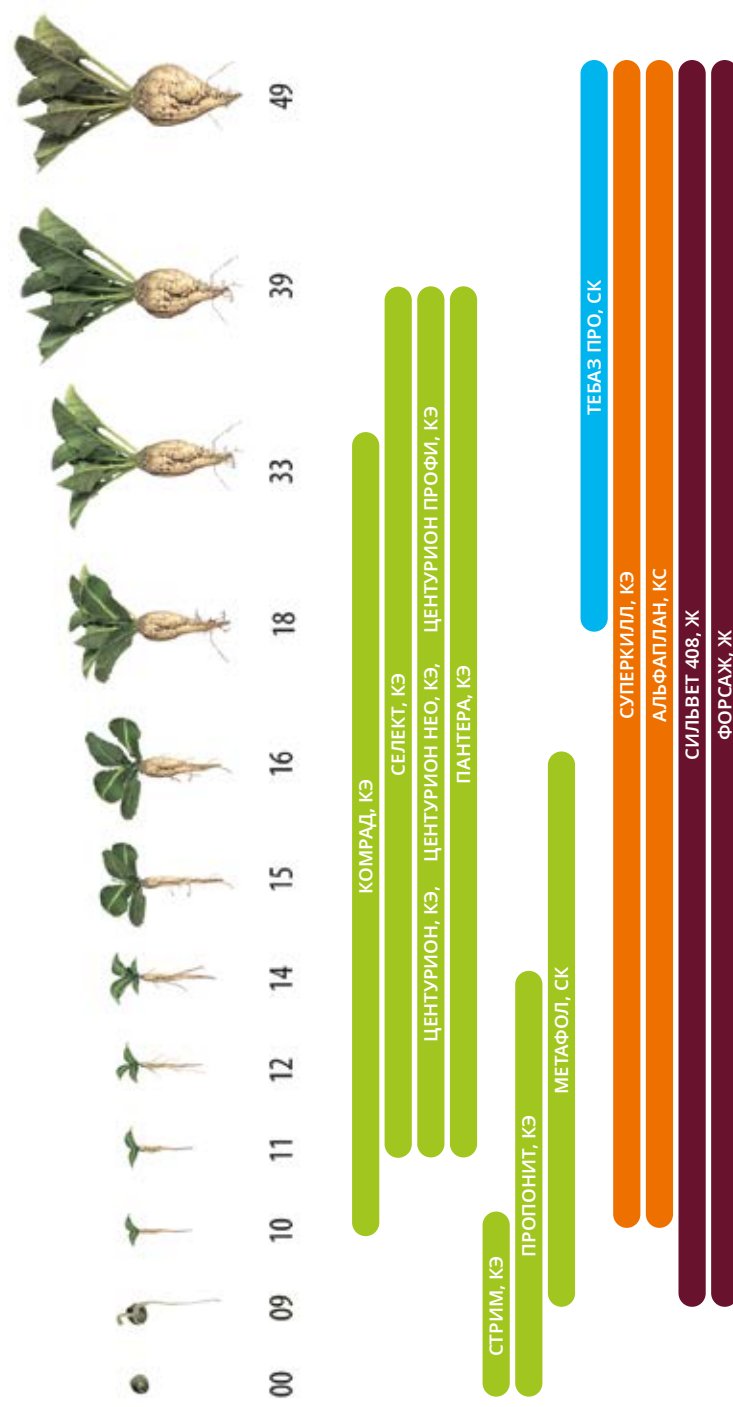 00 09 10 11 12 14 15 16 18 33 39 49
КОМРАД, КЭ
СЕЛЕКТ, КЭ
ЦЕНТУРИОН, КЭ, ЦЕНТУРИОН НЕО, КЭ, ЦЕНТУРИОН ПРОФИ, КЭ
ПАНТЕРА, КЭ
СТРИМ, КЭ
ПРОПОНИТ, КЭ
МЕТАФОЛ, СК
ТЕБАЗ ПРО, СК
СУПЕРКИЛЛ, КЭ
АЛЬФАПЛАН, КС
СИЛЬВЕТ 408, Ж
ФОРСАЖ, Ж